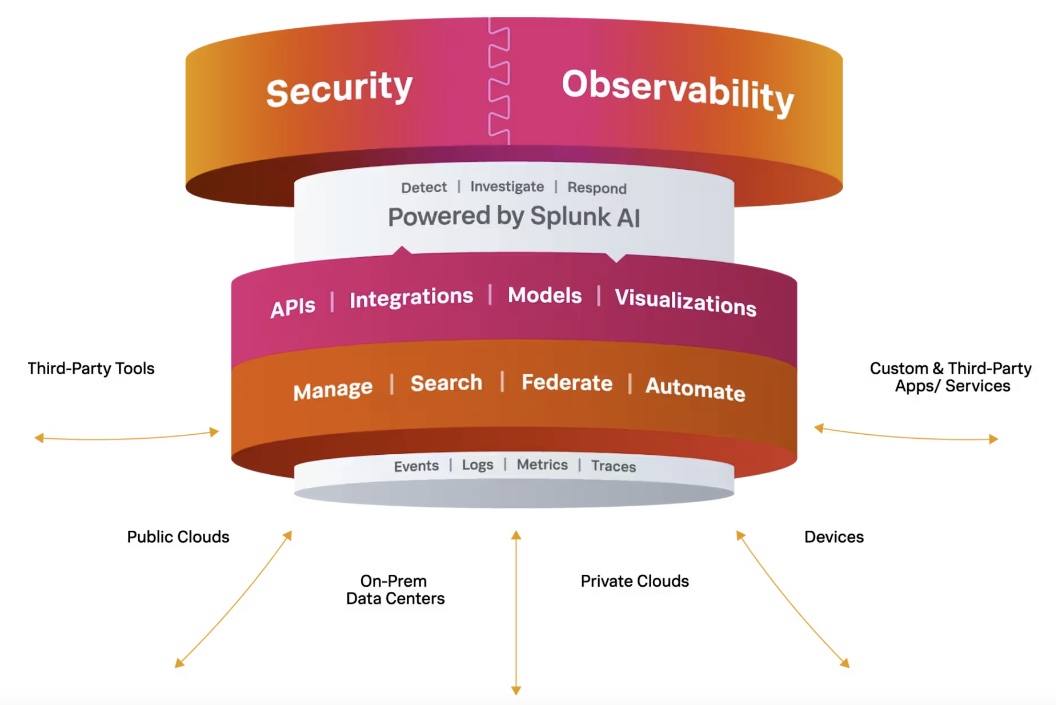 Security
Observability
Detect | Investigate | Respond
Powered by Splunk AI
APIs | Integrations | Models | Visualizations
Manage | Search | Federate | Automate
Events | Logs | Metrics | Traces
Third-Party Tools
Custom & Third-Party
Apps/ Services
Public Clouds
On-Prem
Data Centers
Private Clouds
Devices